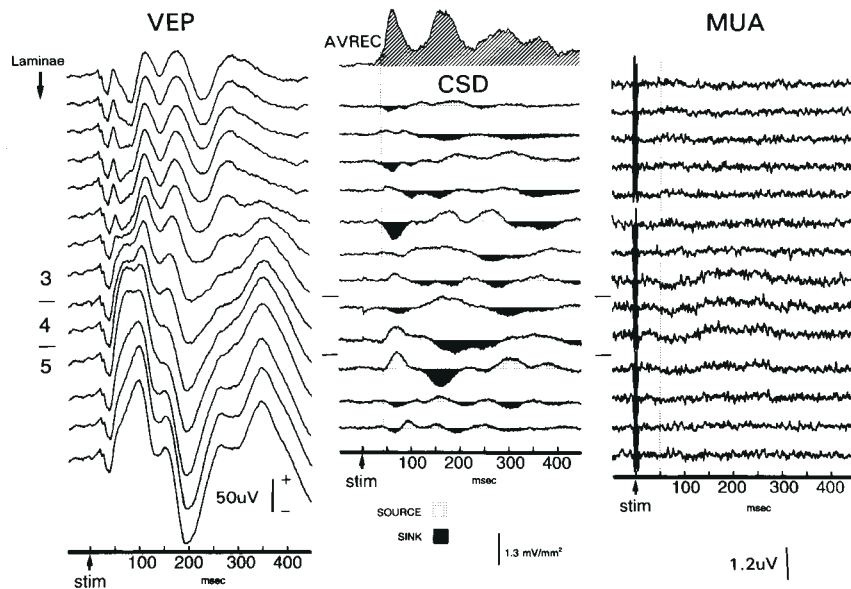 VEP
Laminae
3
4
5
50uV
+
–
100 200 300 400
msec
stim
AVREC
CSD
0 100 200 300 400
msec
stim
SOURCE
SINK
1.3 mV/mm²
MUA
100 200 300 400
msec
stim
1.2uV